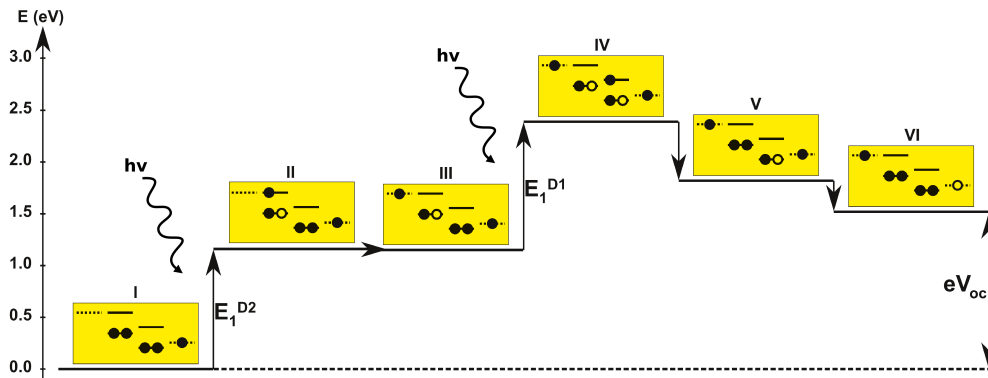 E (eV)
3.0
2.5
2.0
1.5
1.0
0.5
0.0
hν
hν
I
II
III
IV
V
VI
E₁ᴰ²
E₁ᴰ¹
eVₒc